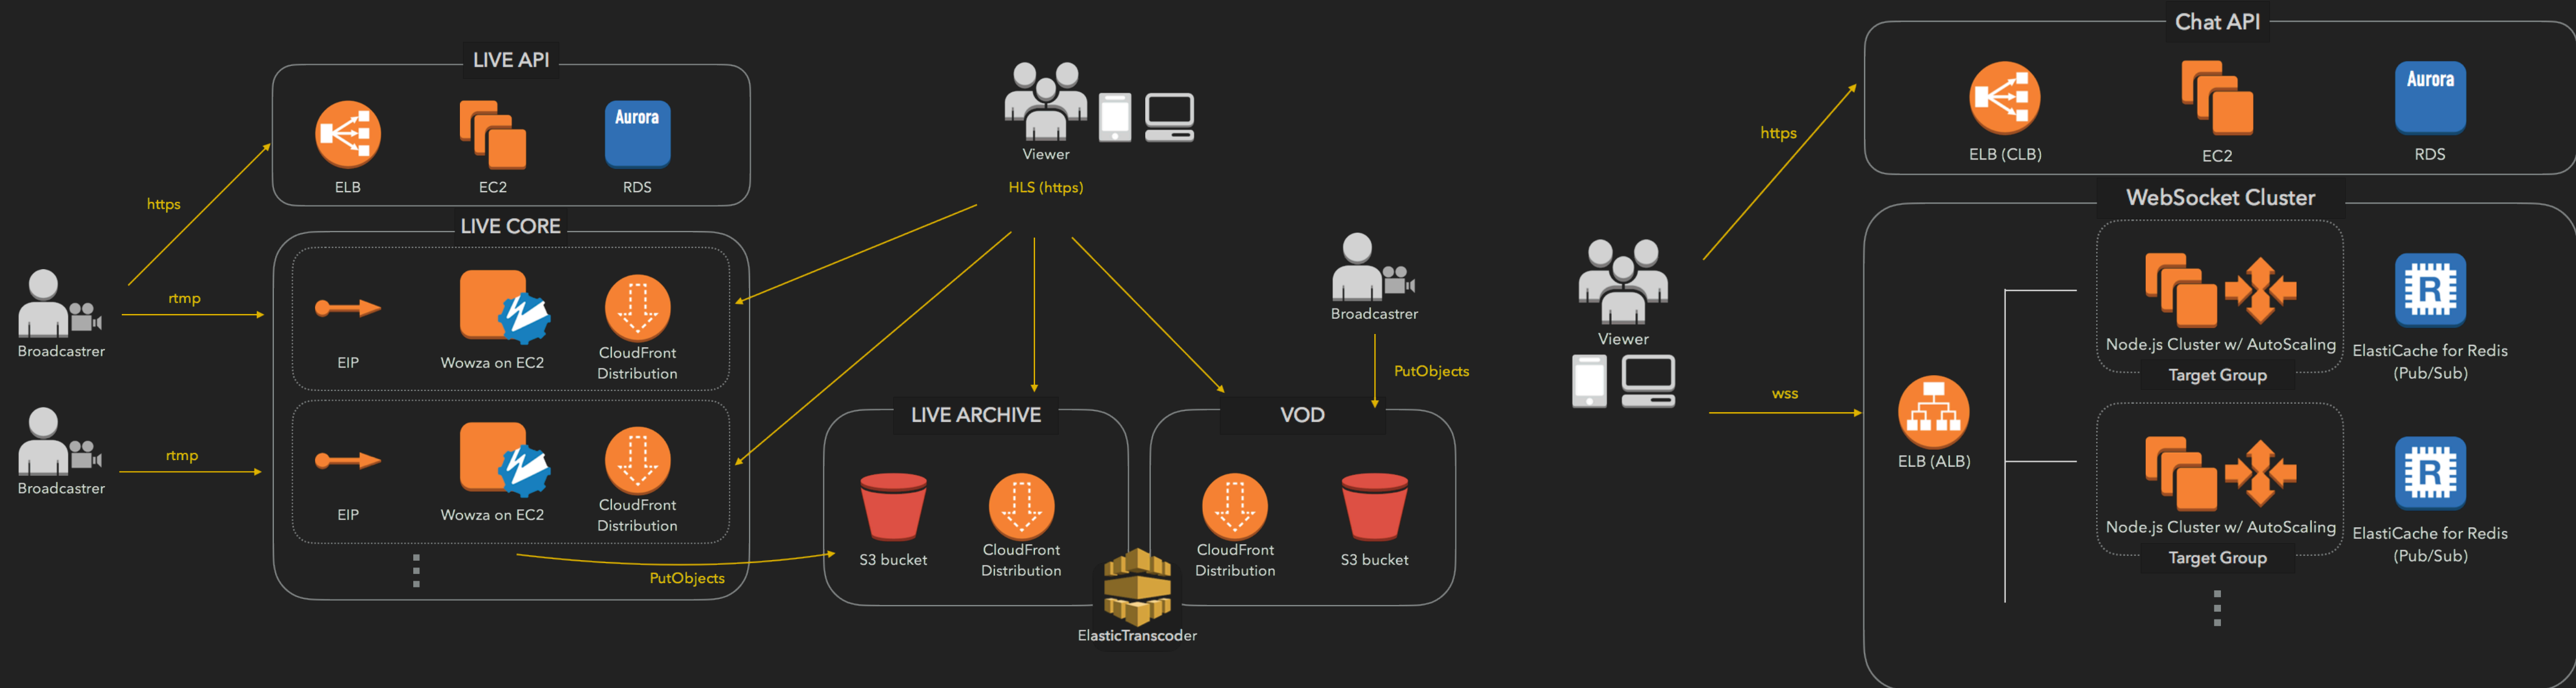 LIVE API
ELB
EC2
Aurora
RDS
https
LIVE CORE
rtmp
Broadcastrer
EIP
Wowza on EC2
CloudFront
Distribution
rtmp
Broadcastrer
EIP
Wowza on EC2
CloudFront
Distribution
PutObjects
Viewer
HLS (https)
Broadcastrer
PutObjects
LIVE ARCHIVE
S3 bucket
CloudFront
Distribution
VOD
CloudFront
Distribution
S3 bucket
ElasticTranscoder
Viewer
https
wss
Chat API
ELB (CLB)
EC2
Aurora
RDS
WebSocket Cluster
ELB (ALB)
Node.js Cluster w/ AutoScaling
Target Group
R
ElastiCache for Redis
(Pub/Sub)
Node.js Cluster w/ AutoScaling
Target Group
R
ElastiCache for Redis
(Pub/Sub)